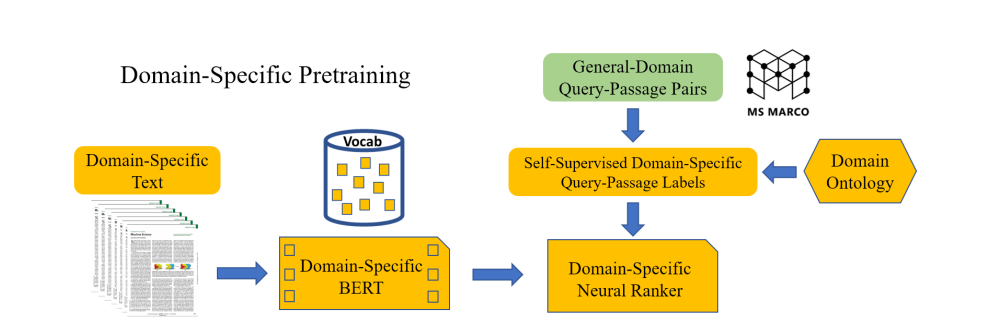 Domain-Specific Pretraining
General-Domain
Query-Passage Pairs
MS MARCO
Vocab
Domain-Specific
Text
Self-Supervised Domain-Specific
Query-Passage Labels
Domain
Ontology
Domain-Specific
BERT
Domain-Specific
Neural Ranker